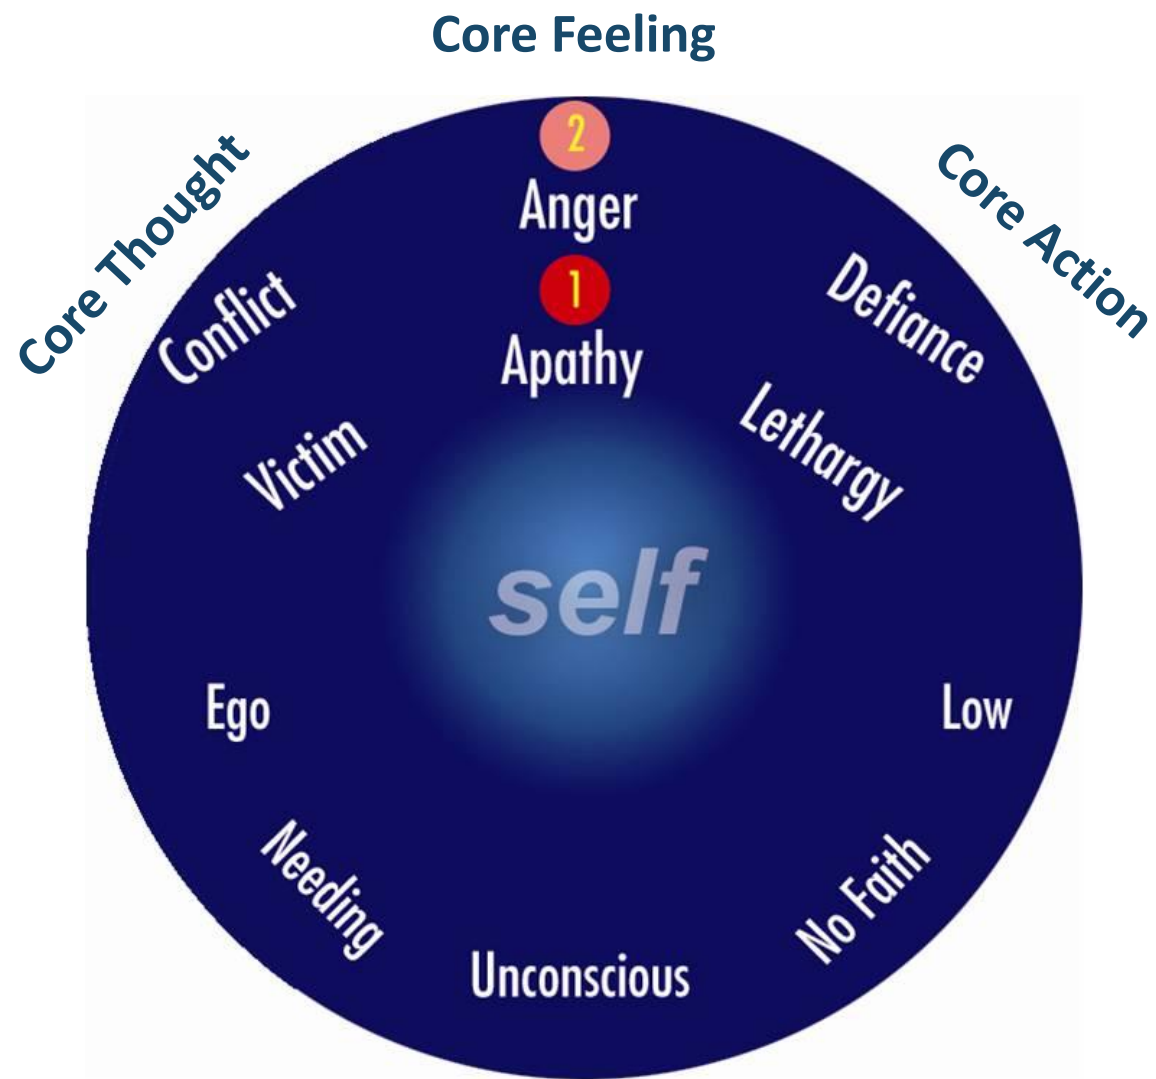 Core Feeling
Core Thought
Core Action
2
Anger
1
Apathy
Conflict
Defiance
Victim
Lethargy
self
Ego
Low
Needing
No Faith
Unconscious